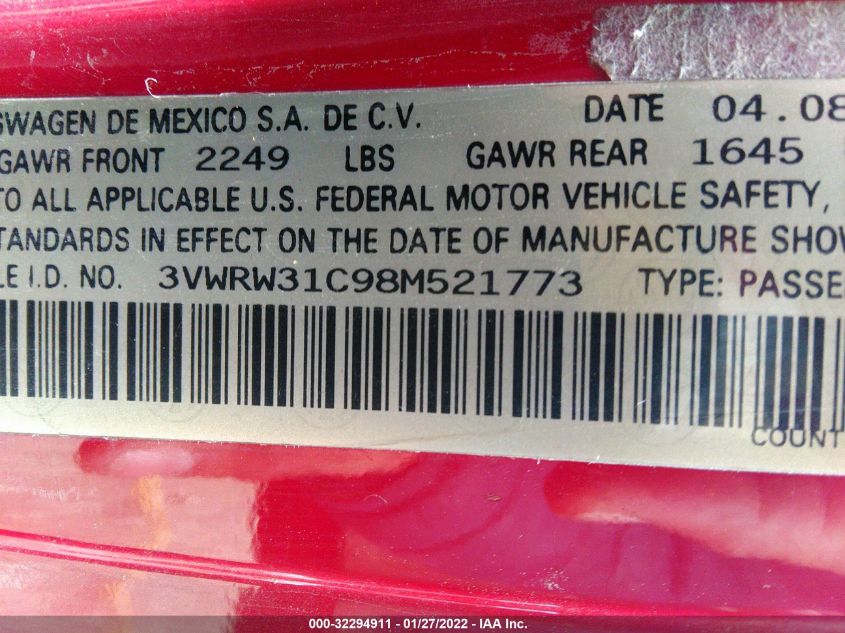 SWAGEN DE MEXICO S.A. DE C.V. DATE 04.08
GAWR FRONT 2249 LBS GAWR REAR 1645
TO ALL APPLICABLE U.S. FEDERAL MOTOR VEHICLE SAFETY,
TANDARDS IN EFFECT ON THE DATE OF MANUFACTURE SHOW
LE I.D. NO. 3VWRW31C98M521773 TYPE: PASSE
COUNT
000-32294911 - 01/27/2022 - IAA Inc.